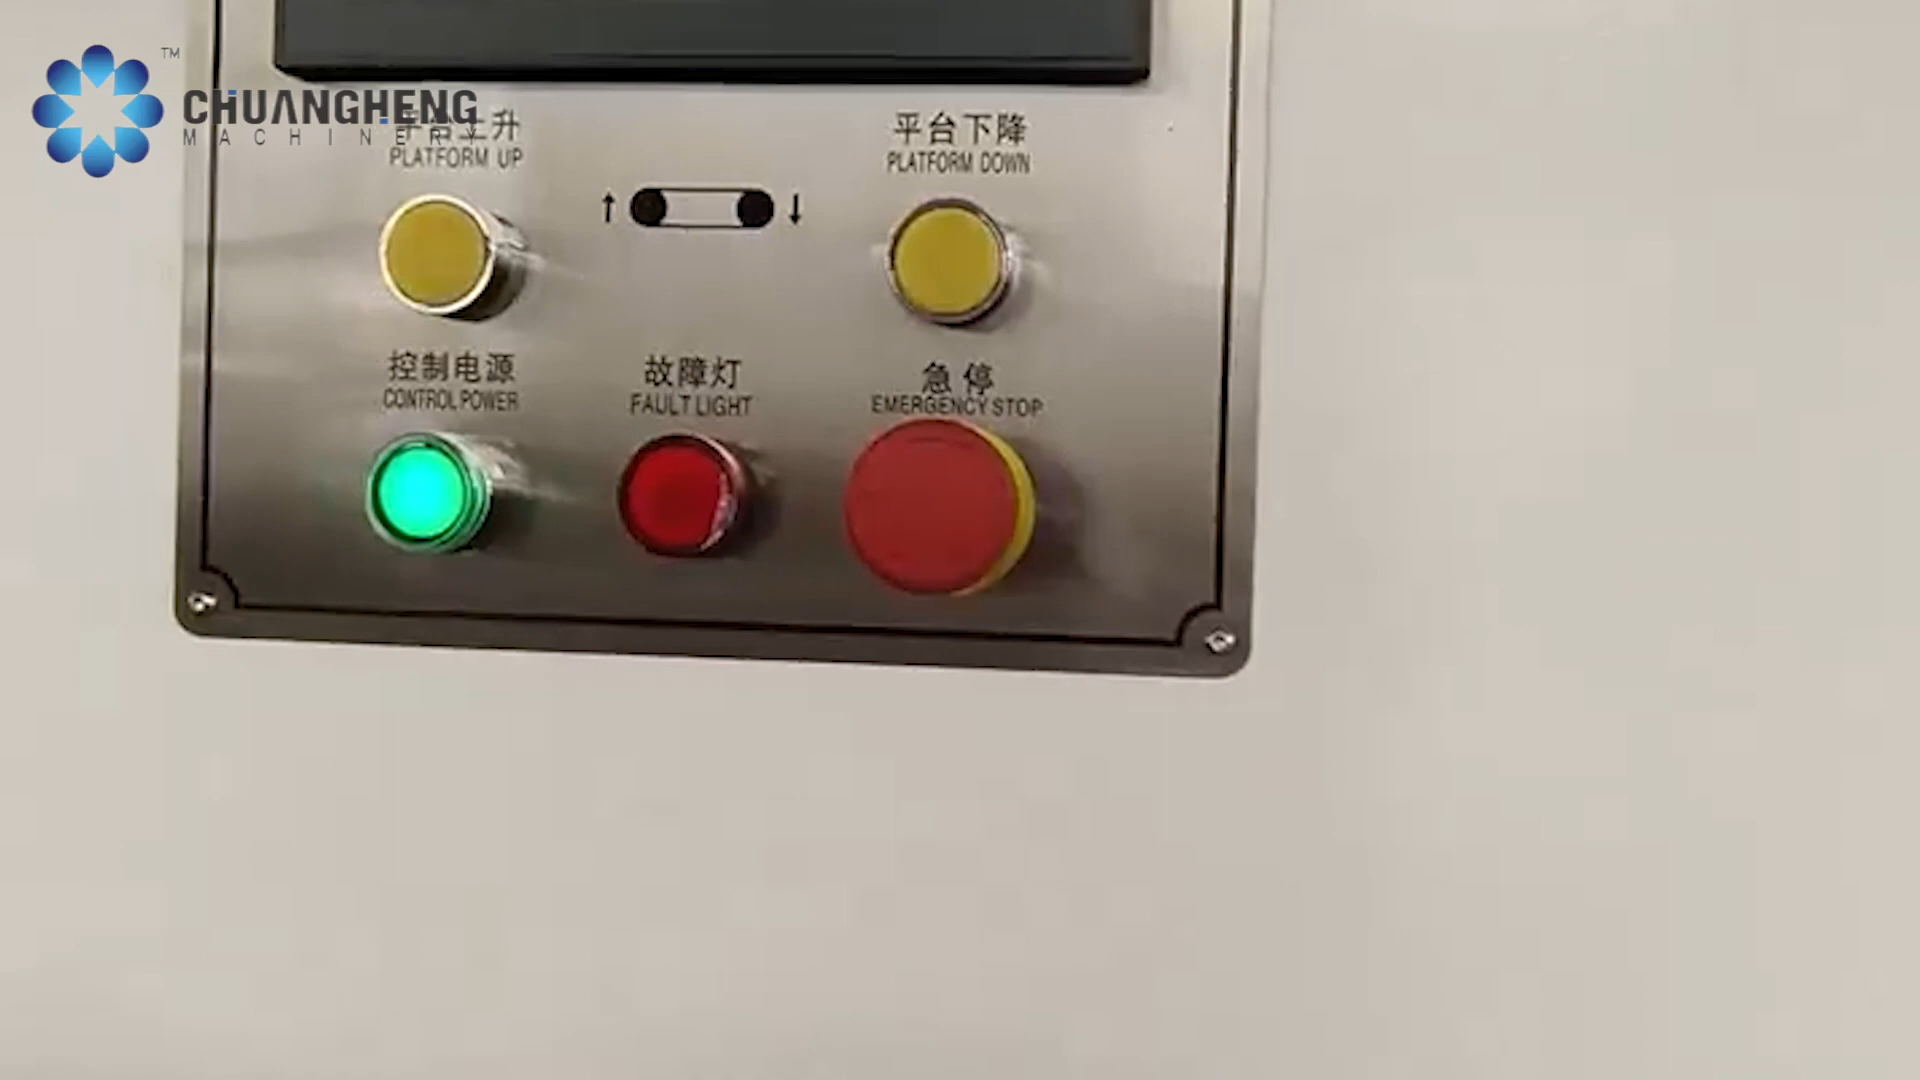 TM
CHUANGHENG
MACHINERY
平台上升
PLATFORM UP
平台下降
PLATFORM DOWN
控制电源
CONTROL POWER
故障灯
FAULT LIGHT
急停
EMERGENCY STOP